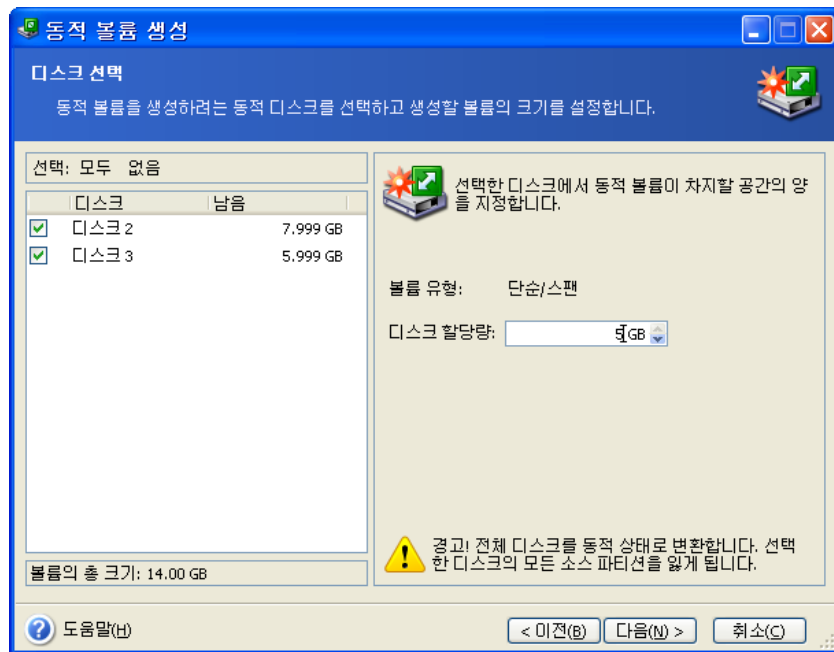 동적 볼륨 생성
디스크 선택
동적 볼륨을 생성하려는 동적 디스크를 선택하고 생성할 볼륨의 크기를 설정합니다.
선택: 모두 없음
디스크 남음
디스크 2 7.999 GB
디스크 3 5.999 GB
볼륨의 총 크기: 14.00 GB
선택한 디스크에서 동적 볼륨이 차지할 공간의 양
을 지정합니다.
볼륨 유형: 단순/스팬
디스크 할당량: 5 GB
경고! 전체 디스크를 동적 상태로 변환합니다. 선택
한 디스크의 모든 소스 파티션을 잃게 됩니다.
도움말(H)
< 이전(B) 다음(N) > 취소(C)